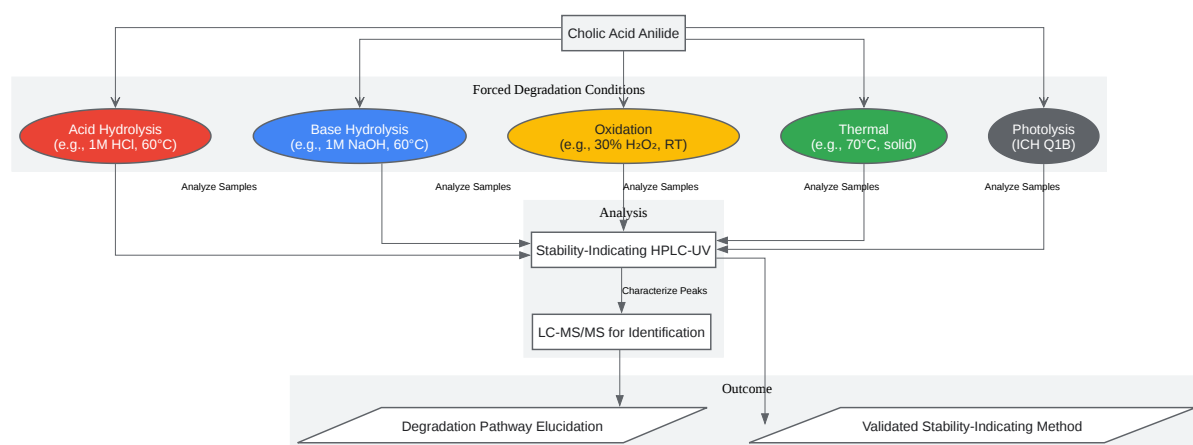 Cholic Acid Anilide
Forced Degradation Conditions
Acid Hydrolysis
(e.g., 1M HCl, 60°C)
Base Hydrolysis
(e.g., 1M NaOH, 60°C)
Oxidation
(e.g., 30% H₂O₂, RT)
Thermal
(e.g., 70°C, solid)
Photolysis
(ICH Q1B)
Analyze Samples
Analyze Samples
Analyze Samples
Analyze Samples
Analyze Samples
Analysis
Stability-Indicating HPLC-UV
Characterize Peaks
LC-MS/MS for Identification
Outcome
Degradation Pathway Elucidation
Validated Stability-Indicating Method